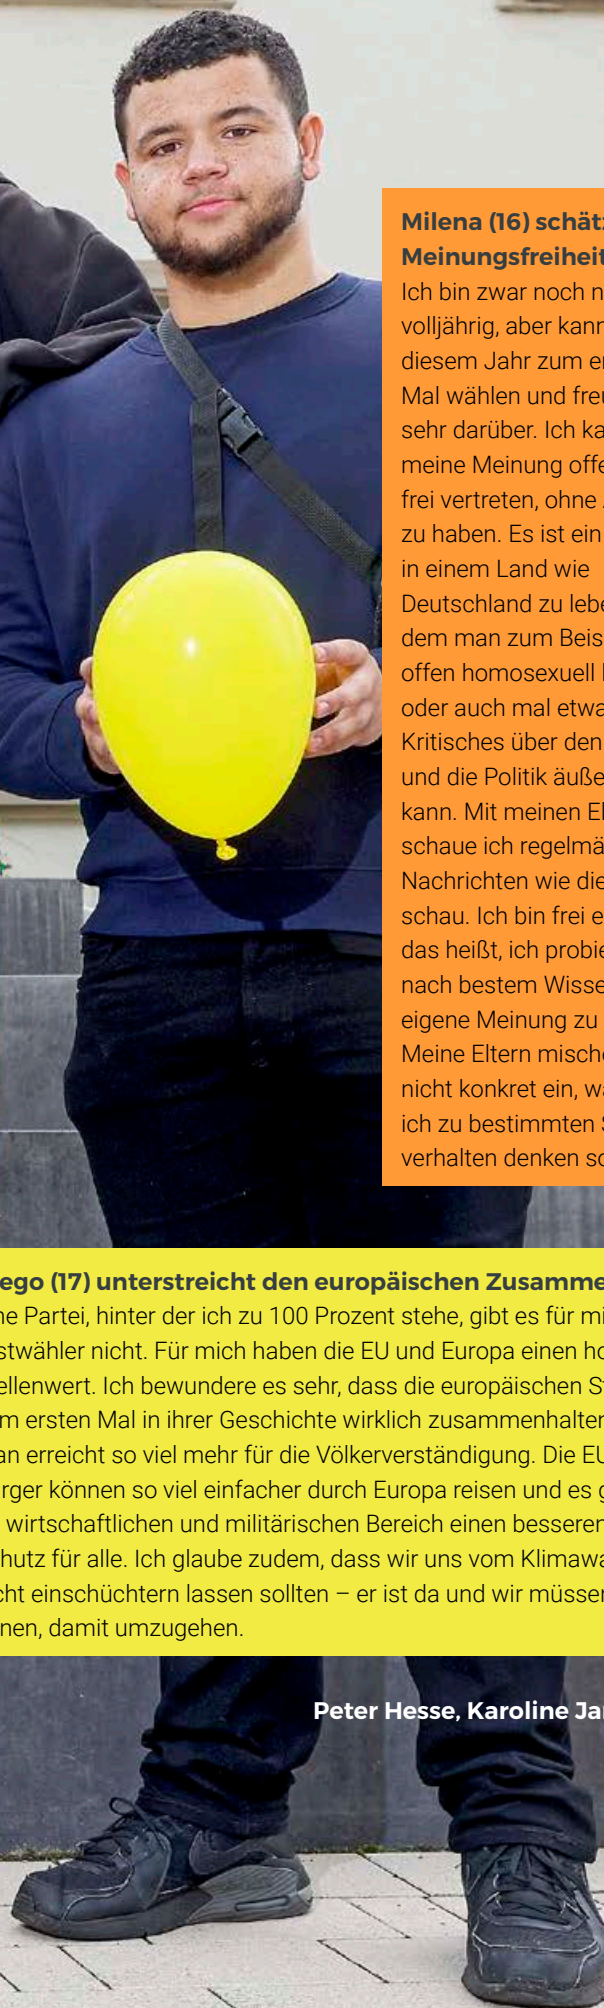 Milena (16) schätz
Meinungsfreiheit
Ich bin zwar noch n
volljährig, aber kann
diesem Jahr zum er
Mal wählen und freu
sehr darüber. Ich ka
meine Meinung offe
frei vertreten, ohne
zu haben. Es ist ein
in einem Land wie
Deutschland zu lebe
dem man zum Beis
offen homosexuell
oder auch mal etwa
Kritisches über den
und die Politik äuße
kann. Mit meinen El
schaue ich regelmä
Nachrichten wie die
schau. Ich bin frei e
das heißt, ich probie
nach bestem Wisse
eigene Meinung zu
Meine Eltern misch
nicht konkret ein, wa
ich zu bestimmten S
verhalten denken so
ego (17) unterstreicht den europäischen Zusamme
ne Partei, hinter der ich zu 100 Prozent stehe, gibt es für mi
stwähler nicht. Für mich haben die EU und Europa einen ho
ellenwert. Ich bewundere es sehr, dass die europäischen St
m ersten Mal in ihrer Geschichte wirklich zusammenhalten
an erreicht so viel mehr für die Völkerverständigung. Die EU
rger können so viel einfacher durch Europa reisen und es g
wirtschaftlichen und militärischen Bereich einen besseren
hutz für alle. Ich glaube zudem, dass wir uns vom Klimawa
cht einschüchtern lassen sollten – er ist da und wir müssen
nen, damit umzugehen.
Peter Hesse, Karoline Jan